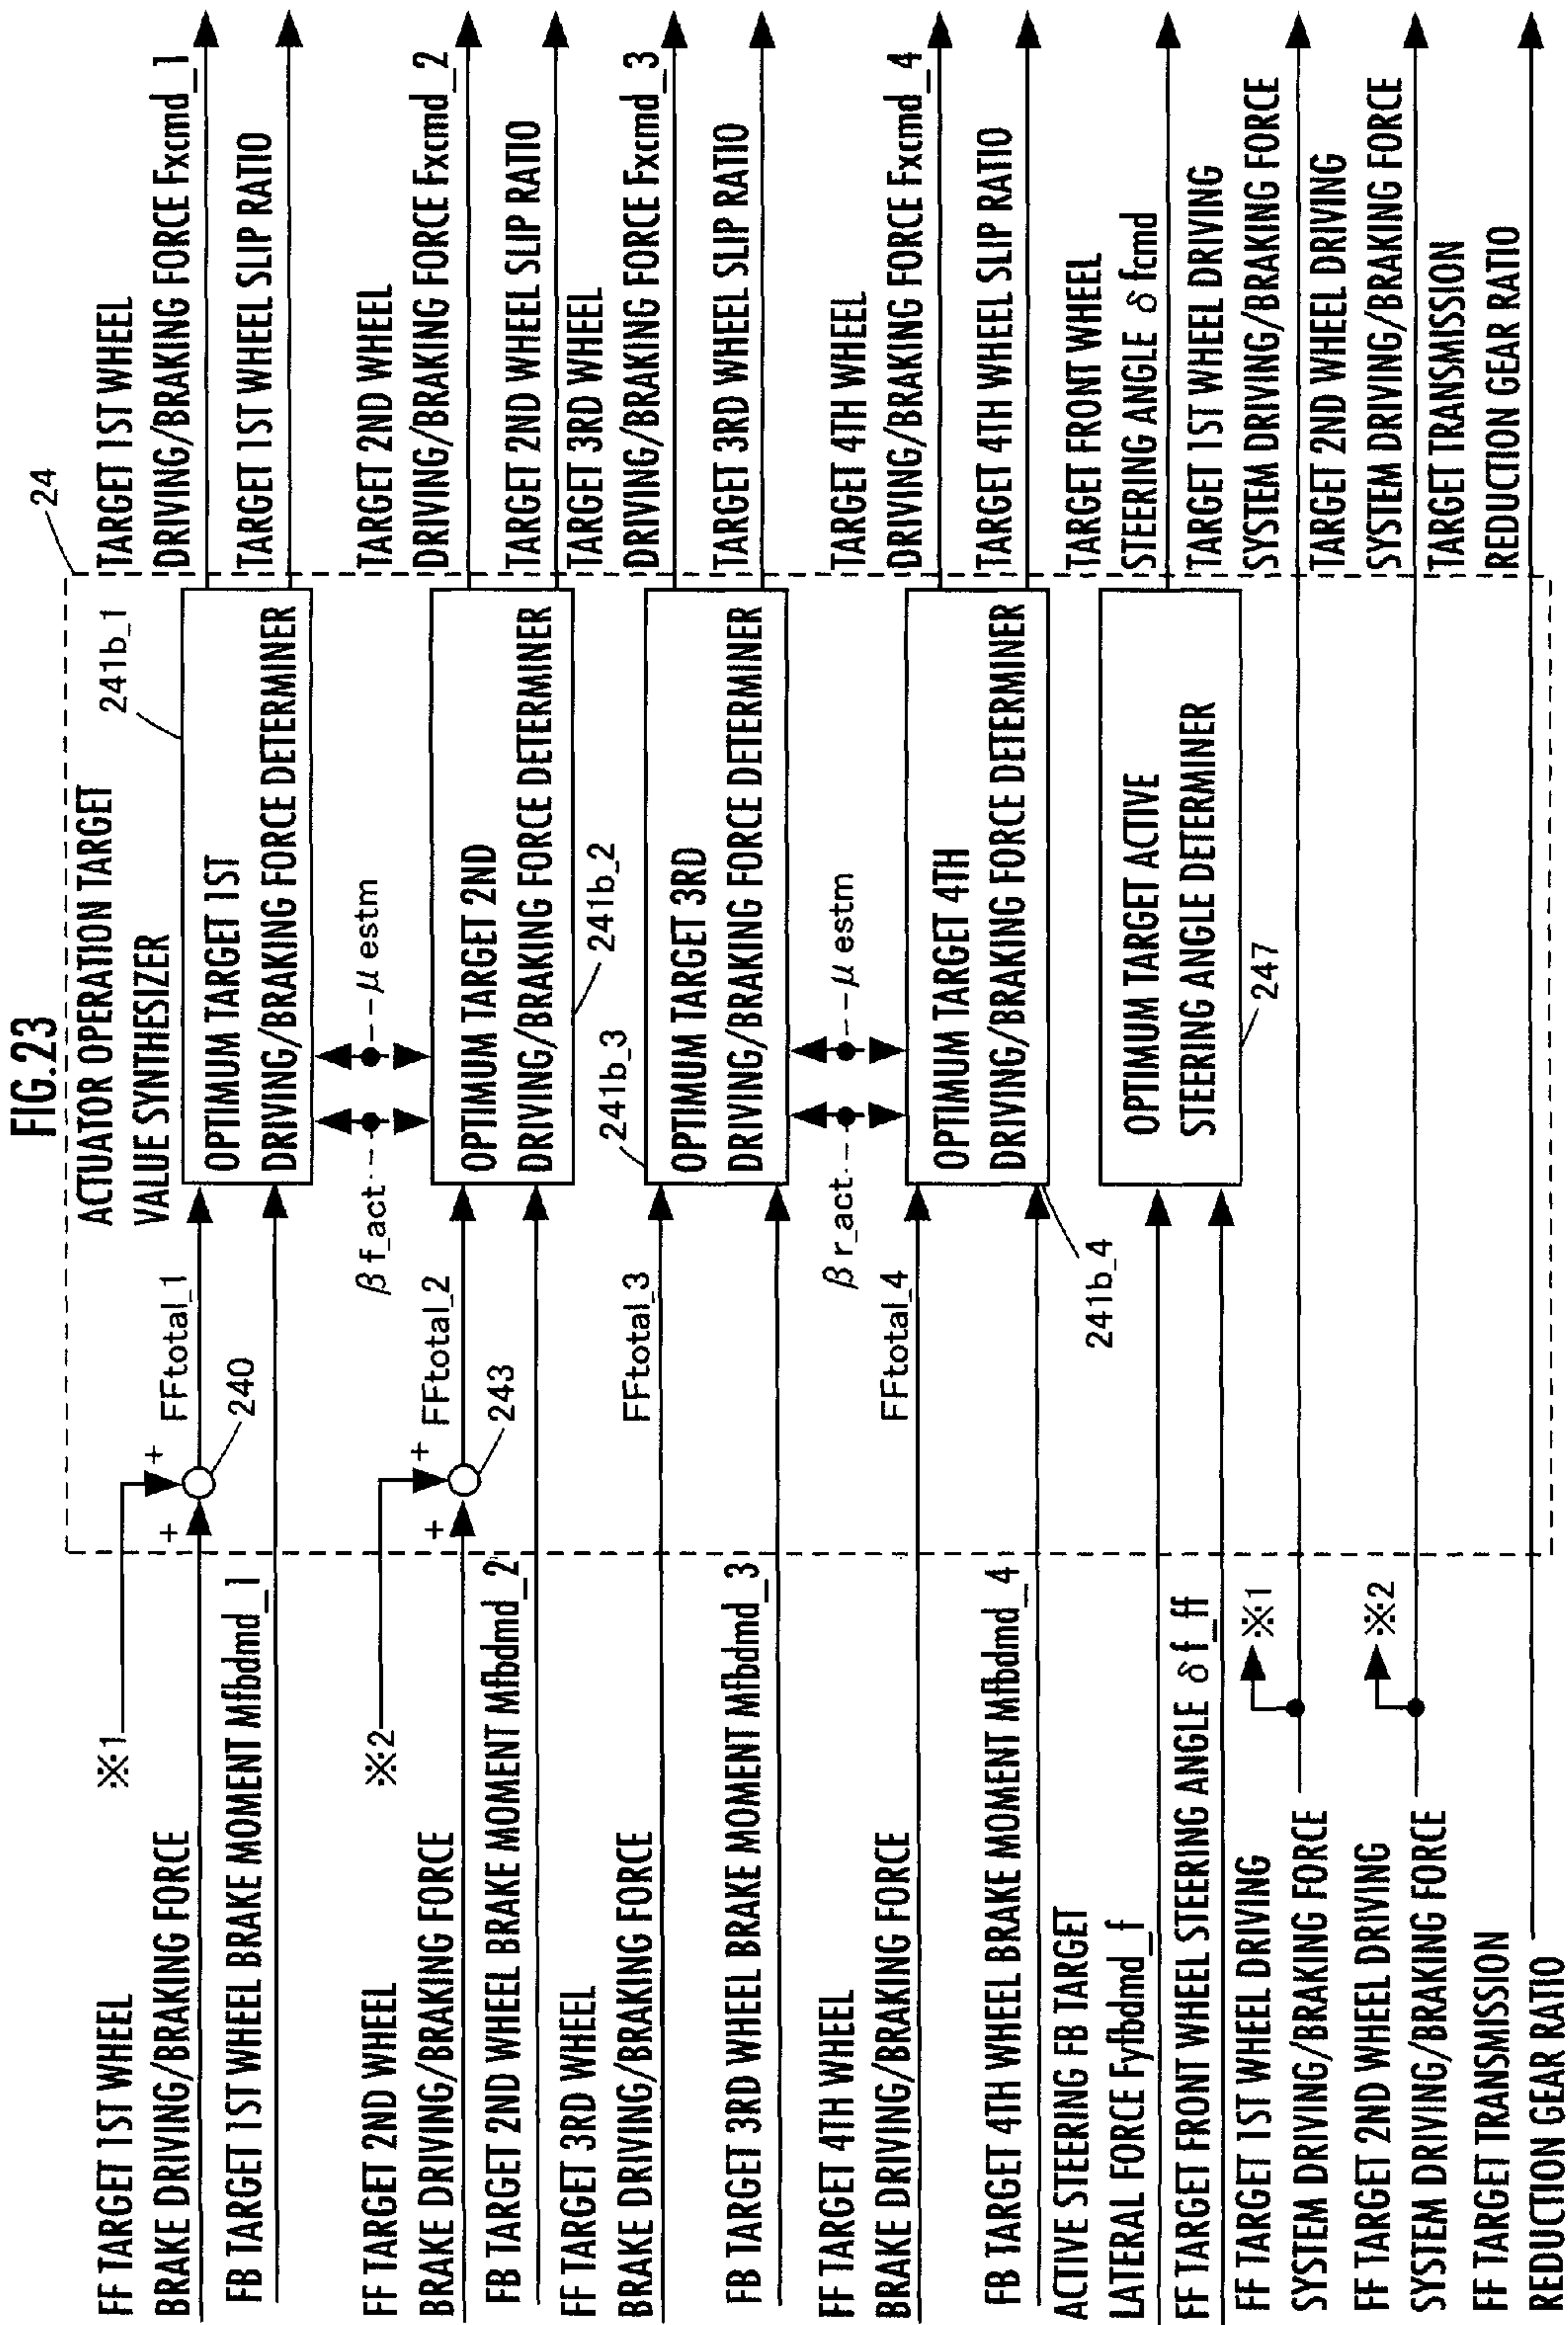 FIG.23
24
ACTUATOR OPERATION TARGET
VALUE SYNTHESIZER
FF TARGET 1ST WHEEL
BRAKE DRIVING/BRAKING FORCE
※1
+
+
240
FFtotal_1
FB TARGET 1ST WHEEL BRAKE MOMENT Mfbdmd_1
241b_1
OPTIMUM TARGET 1ST
DRIVING/BRAKING FORCE DETERMINER
TARGET 1ST WHEEL
DRIVING/BRAKING FORCE Fxcmd_1
TARGET 1ST WHEEL SLIP RATIO
βf_act
μestm
FF TARGET 2ND WHEEL
BRAKE DRIVING/BRAKING FORCE
※2
+
+
243
FFtotal_2
FB TARGET 2ND WHEEL BRAKE MOMENT Mfbdmd_2
OPTIMUM TARGET 2ND
DRIVING/BRAKING FORCE DETERMINER
241b_2
TARGET 2ND WHEEL
DRIVING/BRAKING FORCE Fxcmd_2
TARGET 2ND WHEEL SLIP RATIO
FF TARGET 3RD WHEEL
BRAKE DRIVING/BRAKING FORCE
FFtotal_3
FB TARGET 3RD WHEEL BRAKE MOMENT Mfbdmd_3
241b_3
OPTIMUM TARGET 3RD
DRIVING/BRAKING FORCE DETERMINER
TARGET 3RD WHEEL
DRIVING/BRAKING FORCE Fxcmd_3
TARGET 3RD WHEEL SLIP RATIO
βr_act
μestm
FF TARGET 4TH WHEEL
BRAKE DRIVING/BRAKING FORCE
FFtotal_4
FB TARGET 4TH WHEEL BRAKE MOMENT Mfbdmd_4
OPTIMUM TARGET 4TH
DRIVING/BRAKING FORCE DETERMINER
241b_4
TARGET 4TH WHEEL
DRIVING/BRAKING FORCE Fxcmd_4
TARGET 4TH WHEEL SLIP RATIO
ACTIVE STEERING FB TARGET
LATERAL FORCE Fyfbdmd_f
FF TARGET FRONT WHEEL STEERING ANGLE δf_ff
OPTIMUM TARGET ACTIVE
STEERING ANGLE DETERMINER
247
TARGET FRONT WHEEL
STEERING ANGLE δfcmd
FF TARGET 1ST WHEEL DRIVING
SYSTEM DRIVING/BRAKING FORCE
※1
TARGET 1ST WHEEL DRIVING
SYSTEM DRIVING/BRAKING FORCE
FF TARGET 2ND WHEEL DRIVING
SYSTEM DRIVING/BRAKING FORCE
※2
TARGET 2ND WHEEL DRIVING
SYSTEM DRIVING/BRAKING FORCE
FF TARGET TRANSMISSION
REDUCTION GEAR RATIO
TARGET TRANSMISSION
REDUCTION GEAR RATIO